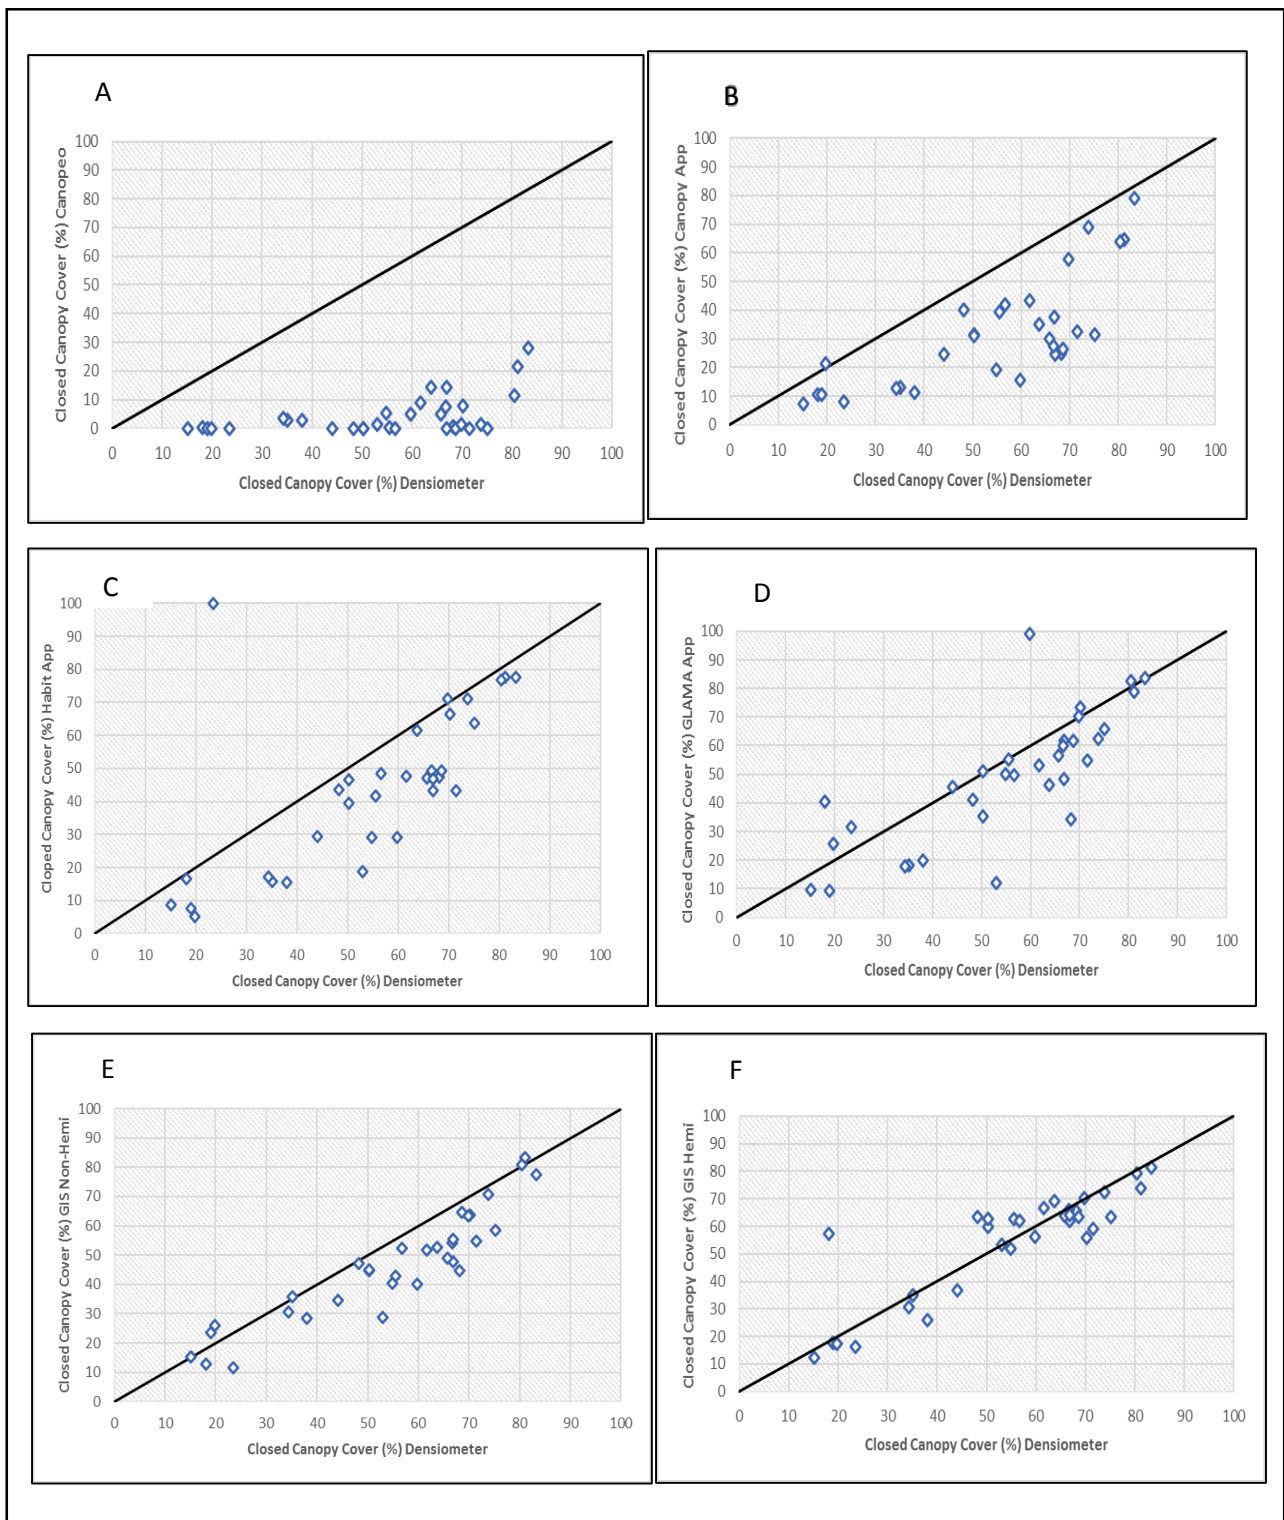 A
Closed Canopy Cover (%) Canopeo
100
90
80
70
60
50
40
30
20
10
0
0 10 20 30 40 50 60 70 80 90 100
Closed Canopy Cover (%) Densiometer
B
Closed Canopy Cover (%) Canopy App
100
90
80
70
60
50
40
30
20
10
0
0 10 20 30 40 50 60 70 80 90 100
Closed Canopy Cover (%) Densiometer
C
Cloped Canopy Cover (%) Habit App
100
90
80
70
60
50
40
30
20
10
0
0 10 20 30 40 50 60 70 80 90 100
Closed Canopy Cover (%) Densiometer
D
Closed Canopy Cover (%) GLAMA App
100
90
80
70
60
50
40
30
20
10
0
0 10 20 30 40 50 60 70 80 90 100
Closed Canopy Cover (%) Densiometer
E
Closed Canopy Cover (%) GIS Non-Hemi
100
90
80
70
60
50
40
30
20
10
0
0 10 20 30 40 50 60 70 80 90 100
Closed Canopy Cover (%) Densiometer
F
Closed Canopy Cover (%) GIS Hemi
100
90
80
70
60
50
40
30
20
10
0
0 10 20 30 40 50 60 70 80 90 100
Closed Canopy Cover (%) Densiometer